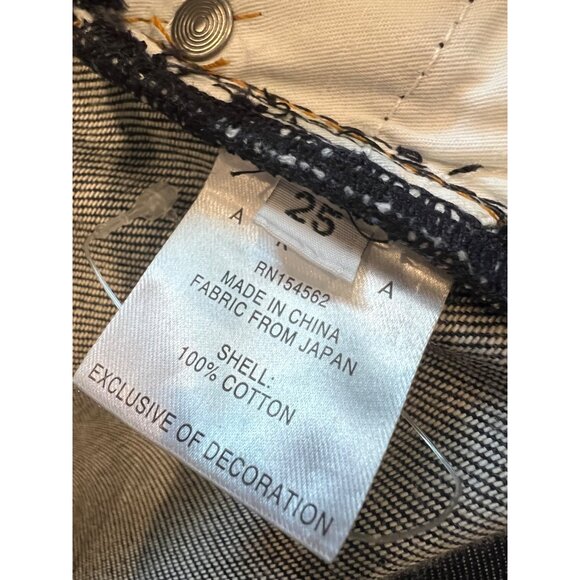 25
A K A
RN154562
MADE IN CHINA
FABRIC FROM JAPAN
SHELL:
100% COTTON
EXCLUSIVE OF DECORATION